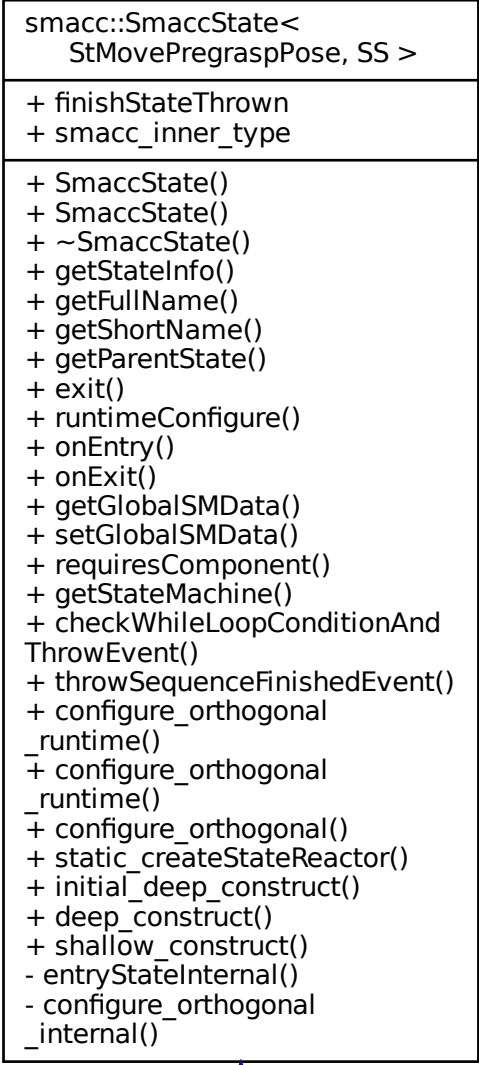 smacc::SmaccState<
StMovePregraspPose, SS >
+ finishStateThrown
+ smacc_inner_type
+ SmaccState()
+ SmaccState()
+ ~SmaccState()
+ getStateInfo()
+ getFullName()
+ getShortName()
+ getParentState()
+ exit()
+ runtimeConfigure()
+ onEntry()
+ onExit()
+ getGlobalSMData()
+ setGlobalSMData()
+ requiresComponent()
+ getStateMachine()
+ checkWhileLoopConditionAnd
ThrowEvent()
+ throwSequenceFinishedEvent()
+ configure_orthogonal
_runtime()
+ configure_orthogonal
_runtime()
+ configure_orthogonal()
+ static_createStateReactor()
+ initial_deep_construct()
+ deep_construct()
+ shallow_construct()
- entryStateInternal()
- configure_orthogonal
_internal()